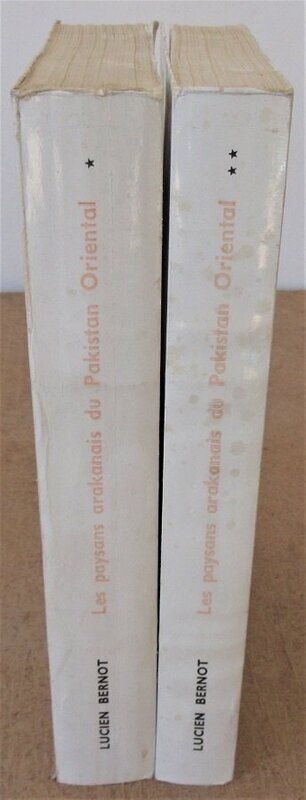 LUCIEN BERNOT Les paysans arakanais du Pakistan Oriental *
LUCIEN BERNOT Les paysans arakanais du Pakistan Oriental **